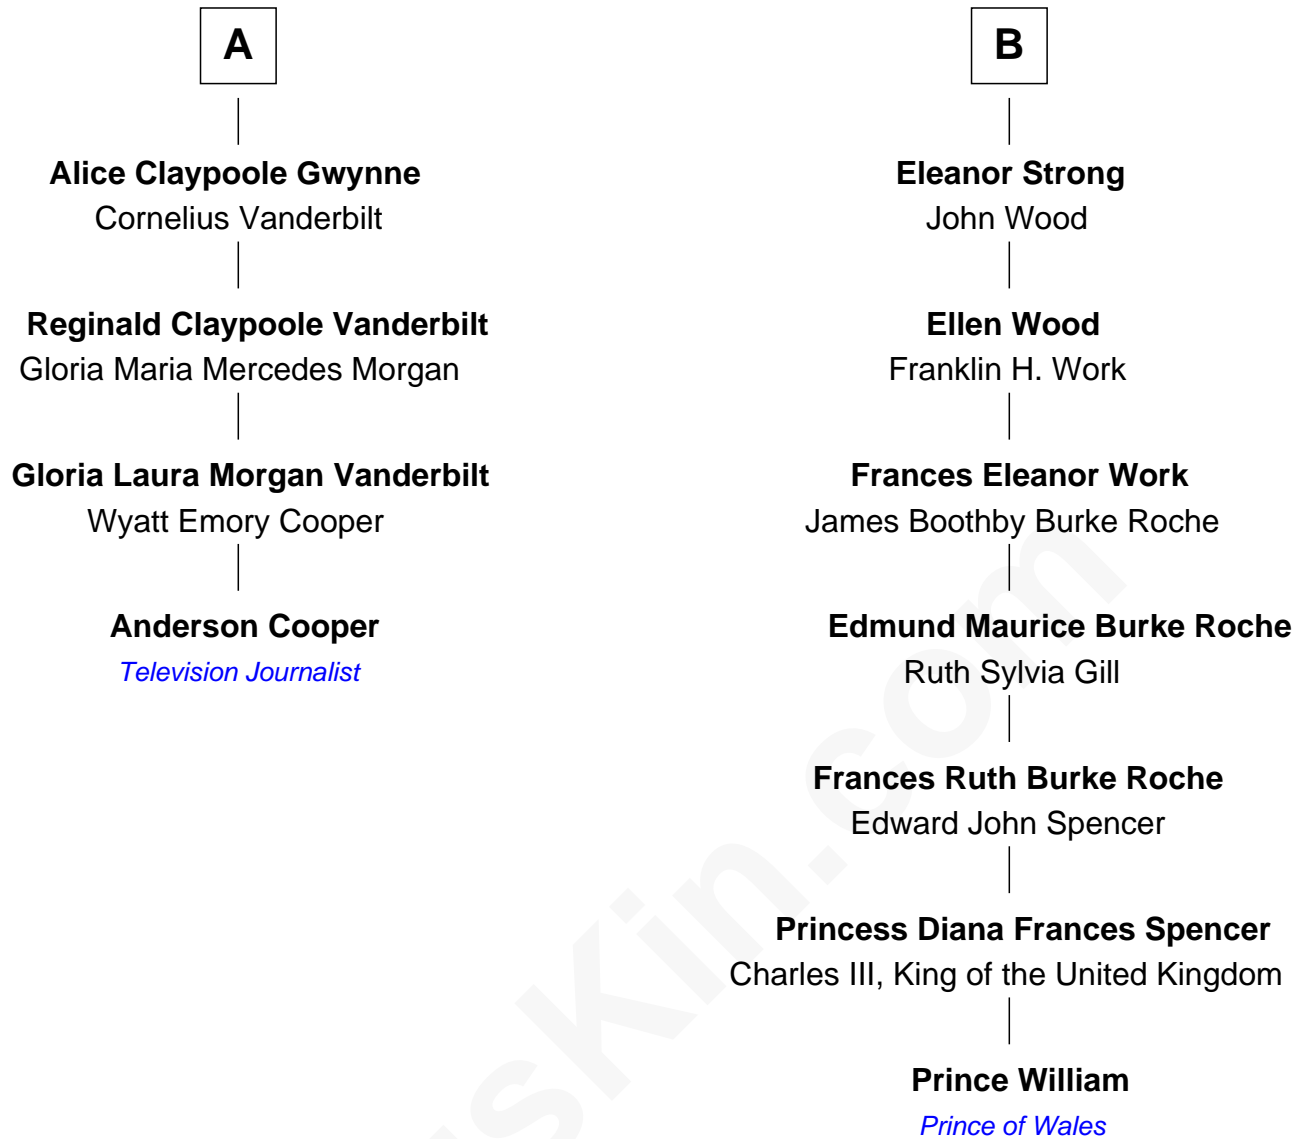 A
Alice Claypoole Gwynne
Cornelius Vanderbilt
Reginald Claypoole Vanderbilt
Gloria Maria Mercedes Morgan
Gloria Laura Morgan Vanderbilt
Wyatt Emory Cooper
Anderson Cooper
Television Journalist
B
Eleanor Strong
John Wood
Ellen Wood
Franklin H. Work
Frances Eleanor Work
James Boothby Burke Roche
Edmund Maurice Burke Roche
Ruth Sylvia Gill
Frances Ruth Burke Roche
Edward John Spencer
Princess Diana Frances Spencer
Charles III, King of the United Kingdom
Prince William
Prince of Wales
sKin.com